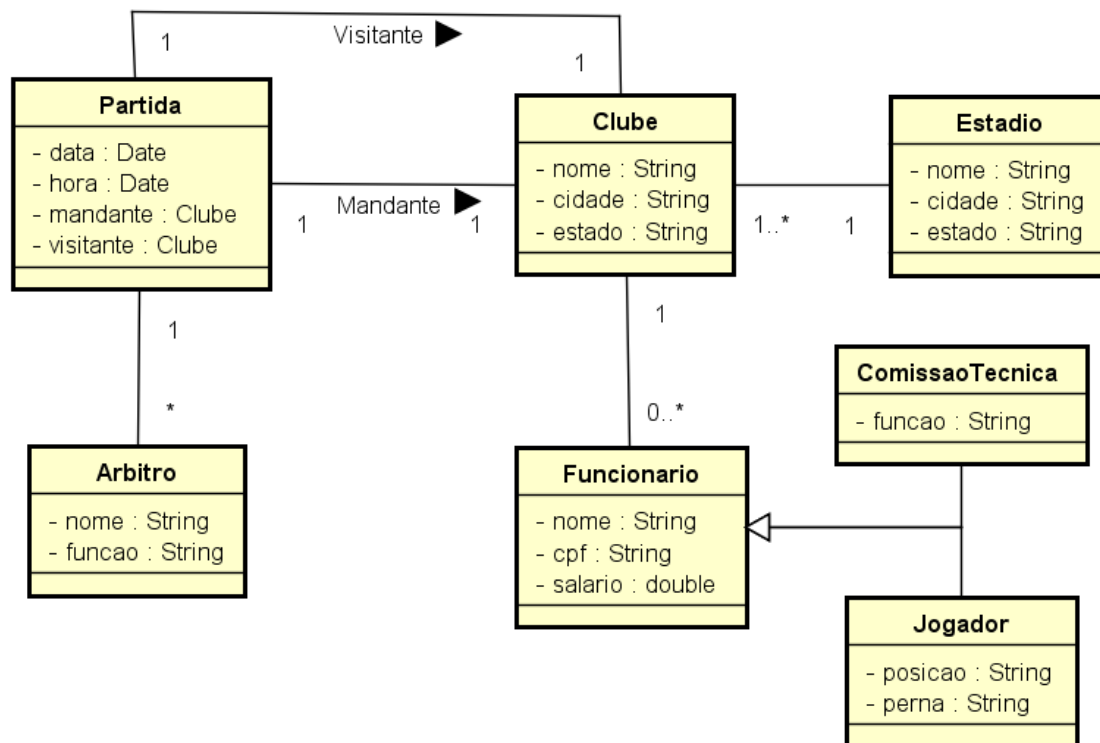 1
Visitante
1
Partida
- data : Date
- hora : Date
- mandante : Clube
- visitante : Clube
1
Mandante
1
Clube
- nome : String
- cidade : String
- estado : String
1..*
1
Estadio
- nome : String
- cidade : String
- estado : String
1
*
Arbitro
- nome : String
- funcao : String
1
0..*
Funcionario
- nome : String
- cpf : String
- salario : double
ComissaoTecnica
- funcao : String
Jogador
- posicao : String
- perna : String